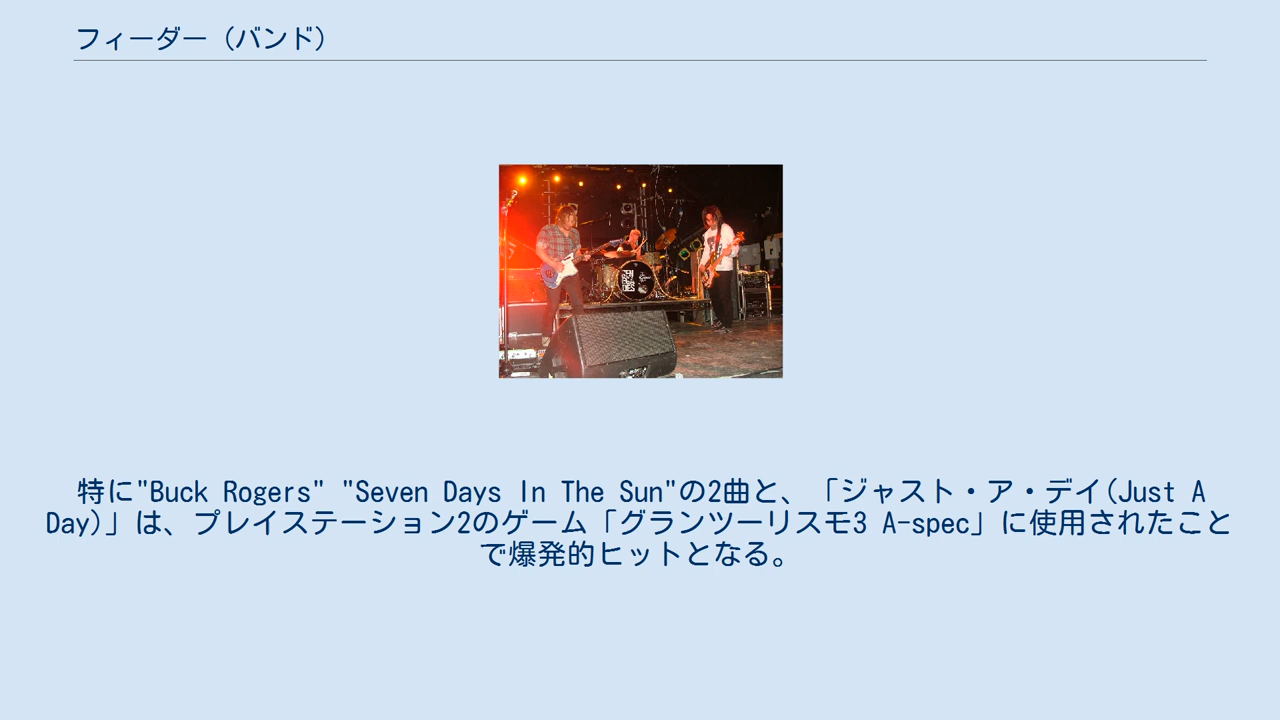 フィーダー（バンド）
特に"Buck Rogers" "Seven Days In The Sun"の2曲と、「ジャスト・ア・デイ(Just A
Day)」は、プレイステーション2のゲーム「グランツーリスモ3 A-spec」に使用されたこと
で爆発的ヒットとなる。